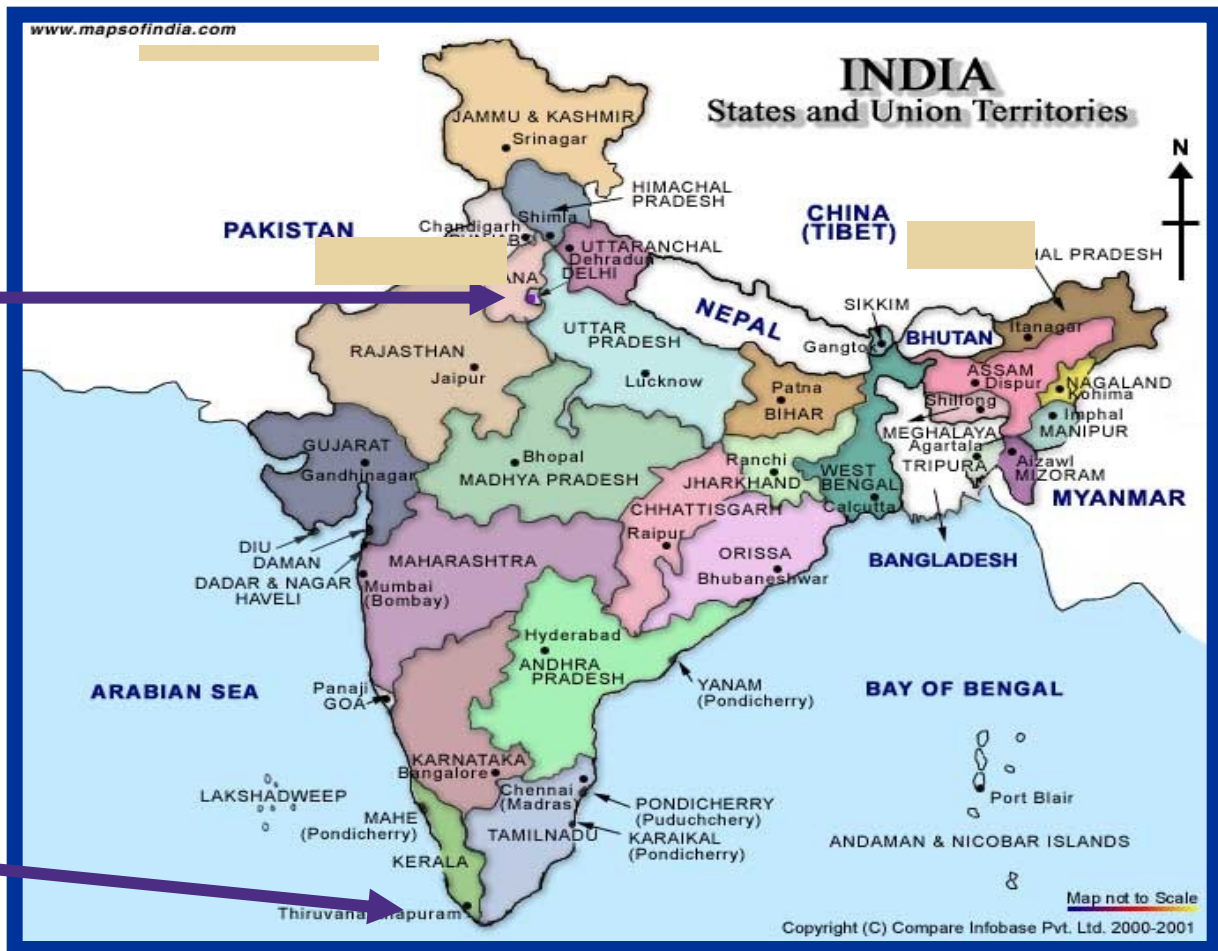 www.mapsofindia.com
INDIA
States and Union Territories
N
JAMMU & KASHMIR
Srinagar
HIMACHAL
PRADESH
CHINA
(TIBET)
PAKISTAN
Chandigarh
Shimla
UTTARANCHAL
Dehradun
DELHI
ANA
HAL PRADESH
SIKKIM
NEPAL
Gangtok
BHUTAN
Itanagar
UTTAR
PRADESH
RAJASTHAN
Jaipur
Lucknow
Patna
BIHAR
ASSAM
Dispur
NAGALAND
Kohima
Shillong
Imphal
MANIPUR
MEGHALAYA
Agartala
TRIPURA
Aizawl
MIZORAM
MYANMAR
GUJARAT
Gandhinagar
Bhopal
MADHYA PRADESH
Ranchi
JHARKHAND
WEST
BENGAL
Calcutta
CHHATTISGARH
Raipur
ORISSA
Bhubaneshwar
BANGLADESH
DIU
DAMAN
DADAR & NAGAR
HAVELI
MAHARASHTRA
Mumbai
(Bombay)
Hyderabad
ANDHRA
PRADESH
YANAM
(Pondicherry)
ARABIAN SEA
Panaji
GOA
BAY OF BENGAL
KARNATAKA
Bangalore
LAKSHADWEEP
Chennai
(Madras)
PONDICHERRY
(Puduchchery)
MAHE
(Pondicherry)
TAMILNADU
KARAIKAL
(Pondicherry)
KERALA
Port Blair
ANDAMAN & NICOBAR ISLANDS
Map not to Scale
Copyright (C) Compare Infobase Pvt. Ltd. 2000-2001